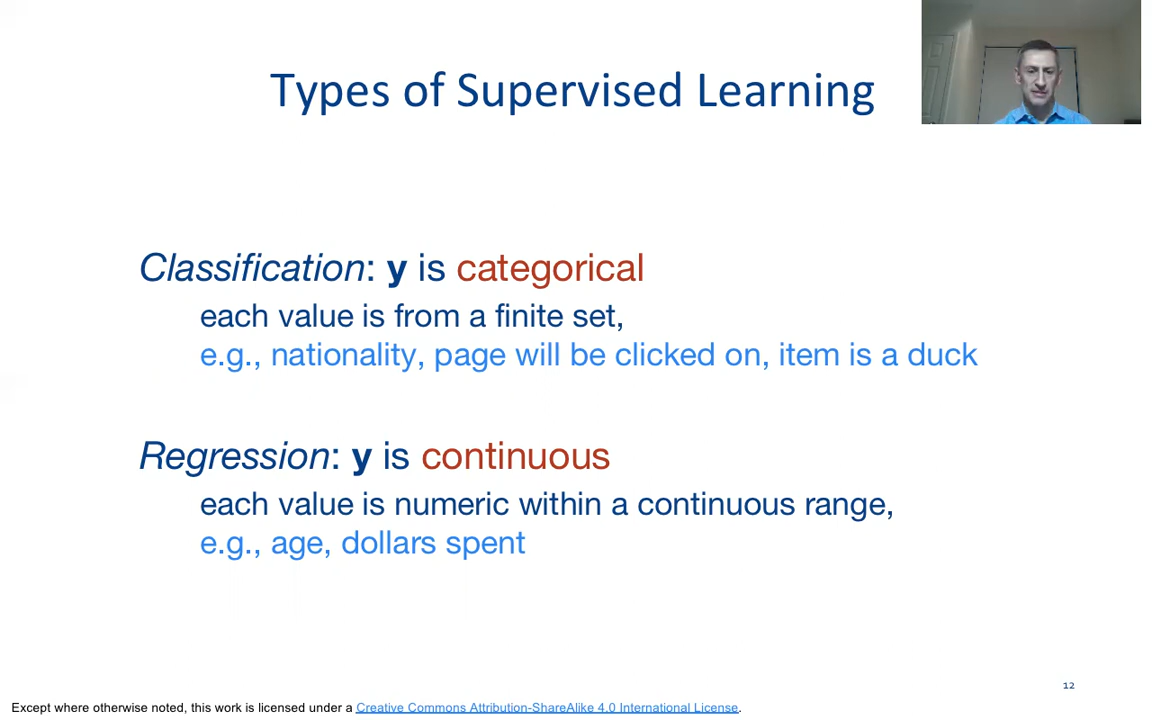 Types of Supervised Learning
Classification: y is categorical
each value is from a finite set,
e.g., nationality, page will be clicked on, item is a duck
Regression: y is continuous
each value is numeric within a continuous range,
e.g., age, dollars spent
12
Except where otherwise noted, this work is licensed under a Creative Commons Attribution-ShareAlike 4.0 International License.